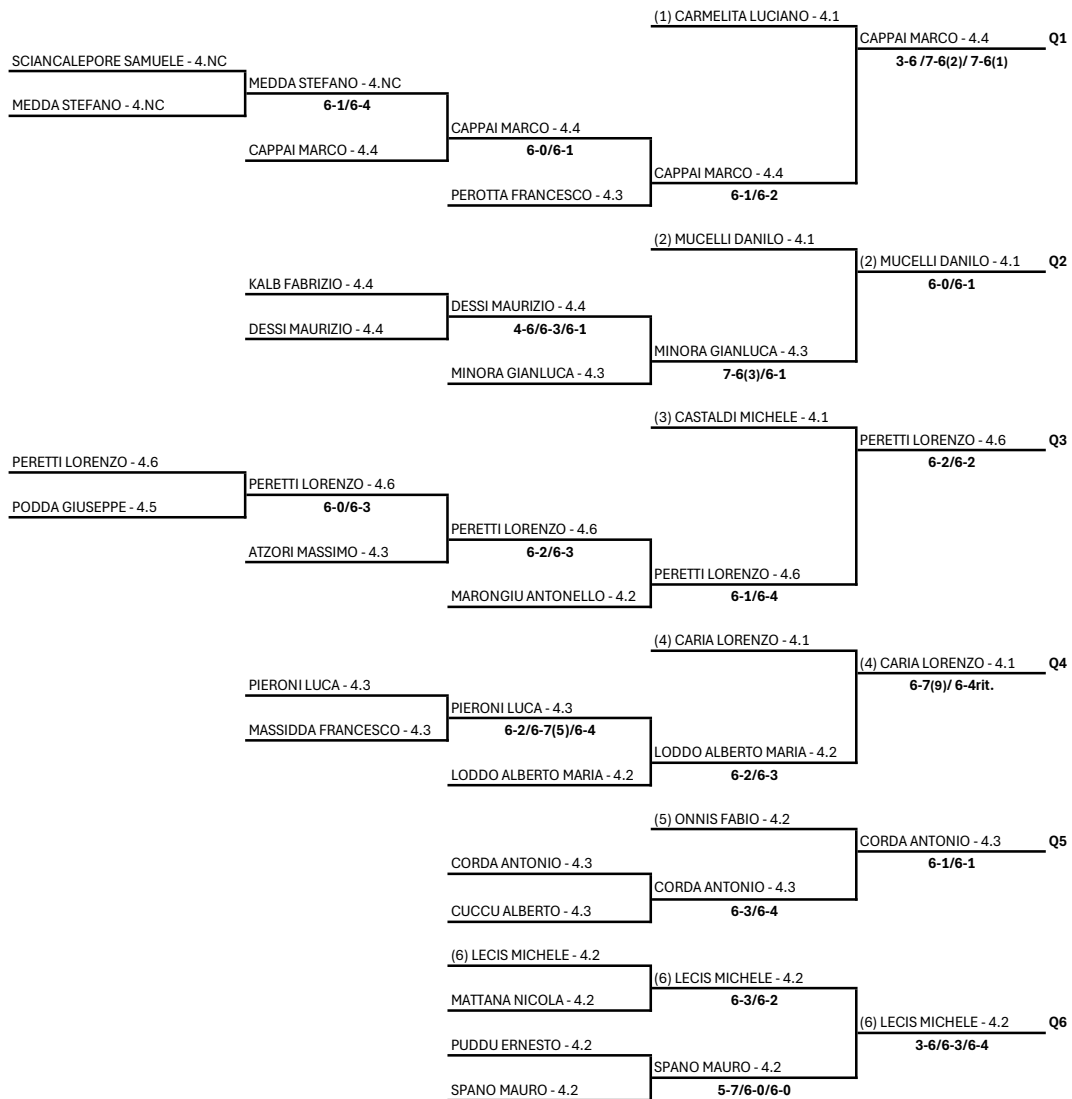 (1) CARMELITA LUCIANO - 4.1
CAPPAI MARCO - 4.4 Q1
3-6 /7-6(2)/ 7-6(1)
SCIANCALEPORE SAMUELE - 4.NC
MEDDA STEFANO - 4.NC
6-1/6-4
MEDDA STEFANO - 4.NC
CAPPAI MARCO - 4.4
6-0/6-1
CAPPAI MARCO - 4.4
CAPPAI MARCO - 4.4
6-1/6-2
PEROTTA FRANCESCO - 4.3
(2) MUCELLI DANILO - 4.1
(2) MUCELLI DANILO - 4.1 Q2
6-0/6-1
KALB FABRIZIO - 4.4
DESSI MAURIZIO - 4.4
4-6/6-3/6-1
DESSI MAURIZIO - 4.4
MINORA GIANLUCA - 4.3
7-6(3)/6-1
MINORA GIANLUCA - 4.3
(3) CASTALDI MICHELE - 4.1
PERETTI LORENZO - 4.6 Q3
6-2/6-2
PERETTI LORENZO - 4.6
PERETTI LORENZO - 4.6
6-0/6-3
PODDA GIUSEPPE - 4.5
PERETTI LORENZO - 4.6
6-2/6-3
ATZORI MASSIMO - 4.3
PERETTI LORENZO - 4.6
6-1/6-4
MARONGIU ANTONELLO - 4.2
(4) CARIA LORENZO - 4.1
(4) CARIA LORENZO - 4.1 Q4
6-7(9)/ 6-4rit.
PIERONI LUCA - 4.3
PIERONI LUCA - 4.3
6-2/6-7(5)/6-4
MASSIDDA FRANCESCO - 4.3
LODDO ALBERTO MARIA - 4.2
6-2/6-3
LODDO ALBERTO MARIA - 4.2
(5) ONNIS FABIO - 4.2
CORDA ANTONIO - 4.3 Q5
6-1/6-1
CORDA ANTONIO - 4.3
CORDA ANTONIO - 4.3
6-3/6-4
CUCCU ALBERTO - 4.3
(6) LECIS MICHELE - 4.2
(6) LECIS MICHELE - 4.2
6-3/6-2
MATTANA NICOLA - 4.2
(6) LECIS MICHELE - 4.2 Q6
3-6/6-3/6-4
PUDDU ERNESTO - 4.2
SPANO MAURO - 4.2
5-7/6-0/6-0
SPANO MAURO - 4.2